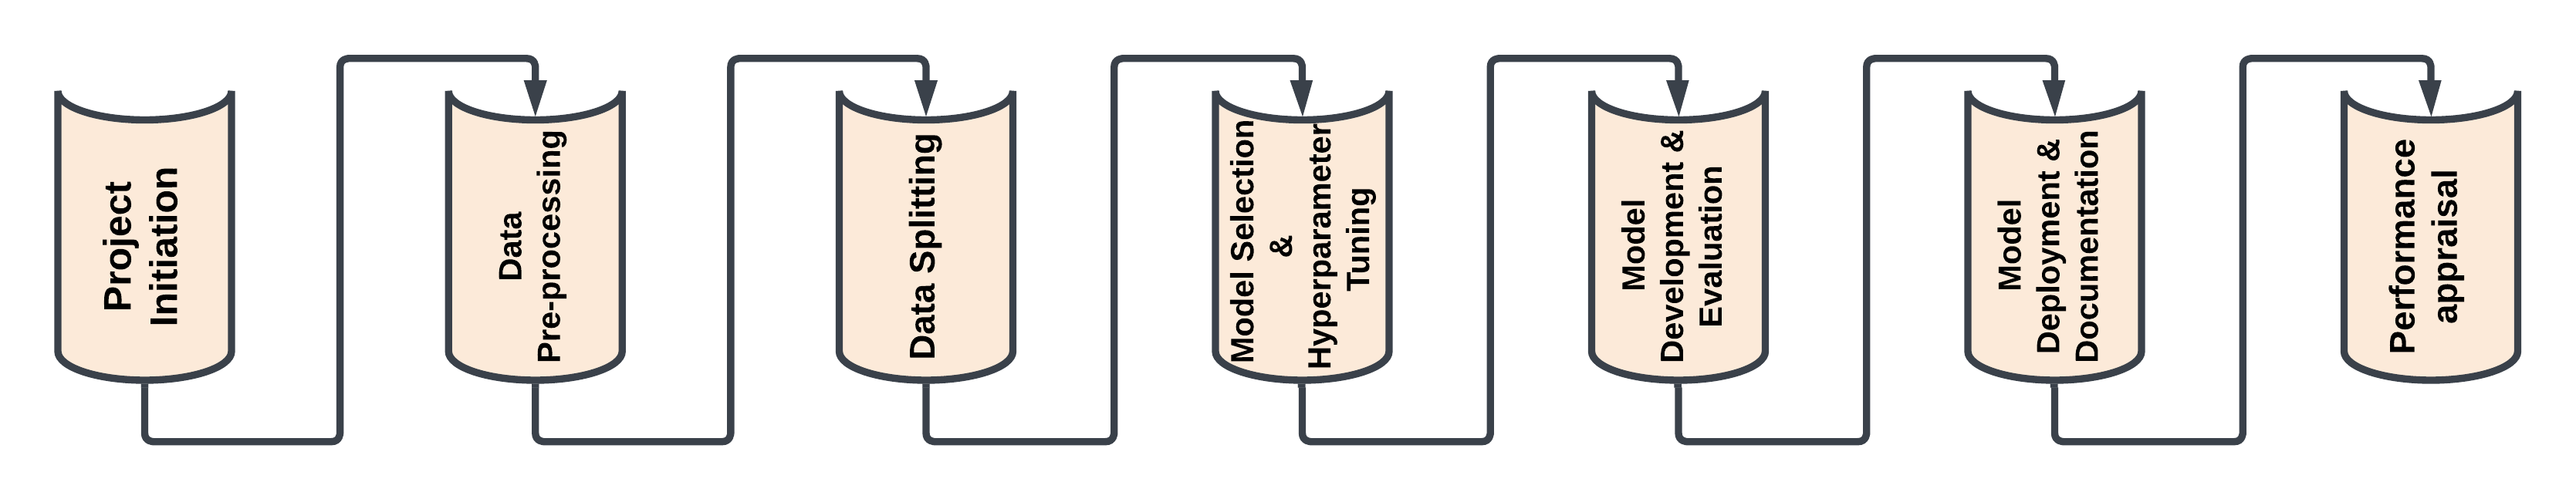 Project
Initiation
Data
Pre-processing
Data Splitting
Model Selection
&
Hyperparameter
Tuning
Model
Development &
Evaluation
Model
Deployment &
Documentation
Performance
appraisal